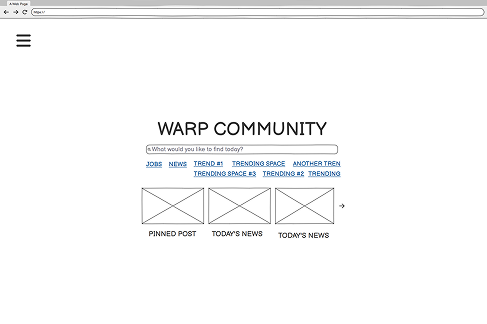 A Web Page
https://
WARP COMMUNITY
What would you like to find today?
JOBS NEWS TREND #1 TRENDING SPACE ANOTHER TREN
TRENDING SPACE #3 TRENDING #2 TRENDING
PINNED POST TODAY'S NEWS TODAY'S NEWS